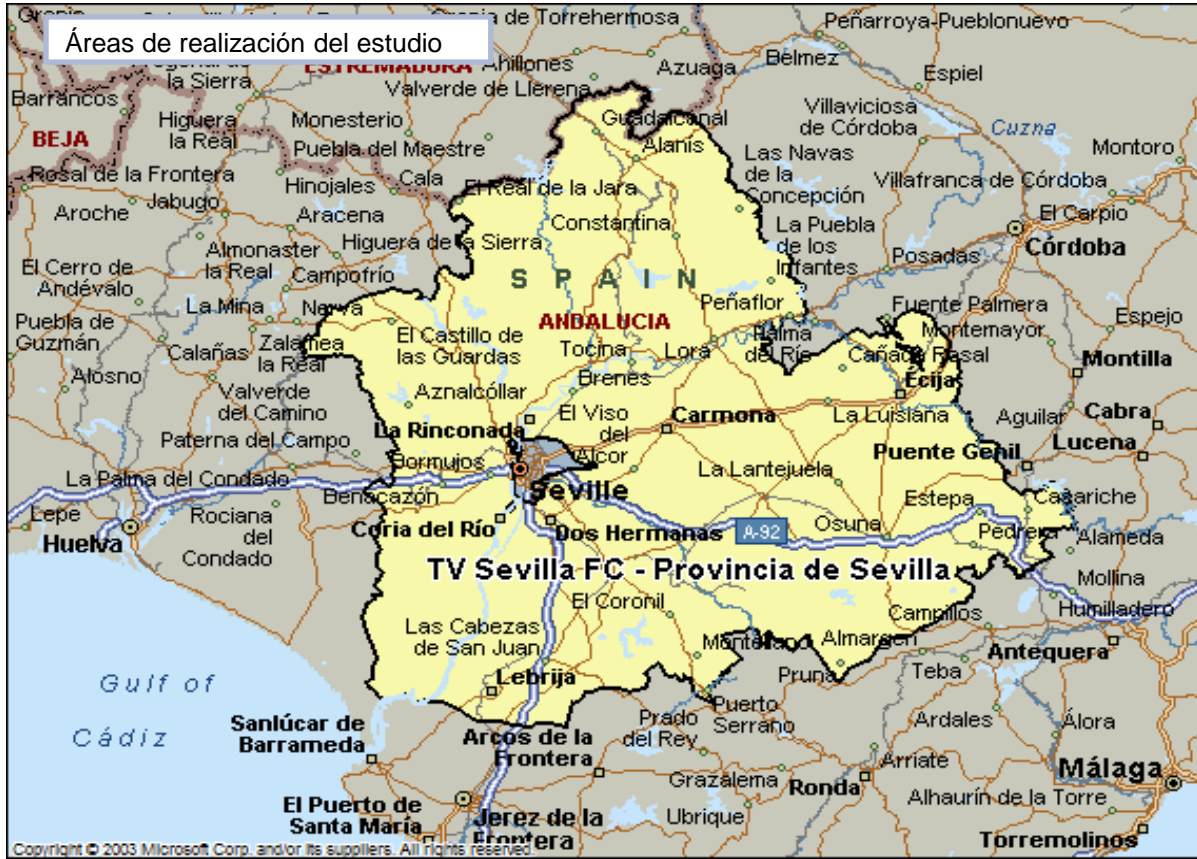 Áreas de realización del estudio
Granja de Torrehermosa
Peñarroya-Pueblonuevo
la Sierra
ESTREMADURA
Ahillones
Azuaga
Bélmez
Espiel
Barrancos
Valverde de Llerena
BEJA
Higuera
la Real
Monesterio
Guadalcanal
Villaviciosa
de Córdoba
Cuzna
Puebla del Maestre
Alanís
Montoro
Rosal de la Frontera
Hinojales
Cala
El Real de la Jara
Las Navas
de la
Concepción
Villafranca de Córdoba
Aroche
Jabugo
Aracena
Constantina
El Carpio
Almonaster
la Real
Higuera de la Sierra
La Puebla
de los
Infantes
Posadas
Córdoba
El Cerro de
Andévalo
Campofrío
SPAIN
La Mina
Nerva
Peñaflor
Fuente Palmera
Puebla de
Guzmán
El Castillo de
las Guardas
ANDALUCIA
Montemayor
Espejo
Calañas
Zalamea
la Real
Tocina
Lora
Palma
del Río
Cañada Rosal
Montilla
Alosno
Valverde
del Camino
Aznalcóllar
Brenes
Écija
La Rinconada
El Viso
del
Alcor
Carmona
La Luisiana
Aguilar
Cabra
Paterna del Campo
Puente Genil
Lucena
La Palma del Condado
Bormujos
La Lantejuela
Benacazón
Seville
Estepa
Casariche
Lepe
Rociana
del
Condado
Huelva
Coria del Río
Dos Hermanas
A-92
Osuna
Pedrera
Alameda
TV Sevilla FC - Provincia de Sevilla
Mollina
El Coronil
Campillos
Humilladero
Las Cabezas
de San Juan
Montellano
Almargen
Antequera
Gulf of
Cádiz
Lebrija
Pruna
Teba
Sanlúcar de
Barrameda
Arcos de la
Frontera
Prado
del Rey
Puerto
Serrano
Ardales
Álora
Grazalema
Ronda
Arriate
Málaga
El Puerto de
Santa María
Jerez de la
Frontera
Ubrique
Alhaurín de la Torre
Torremolinos
Copyright © 2003 Microsoft Corp. and/or its suppliers. All rights reserved.